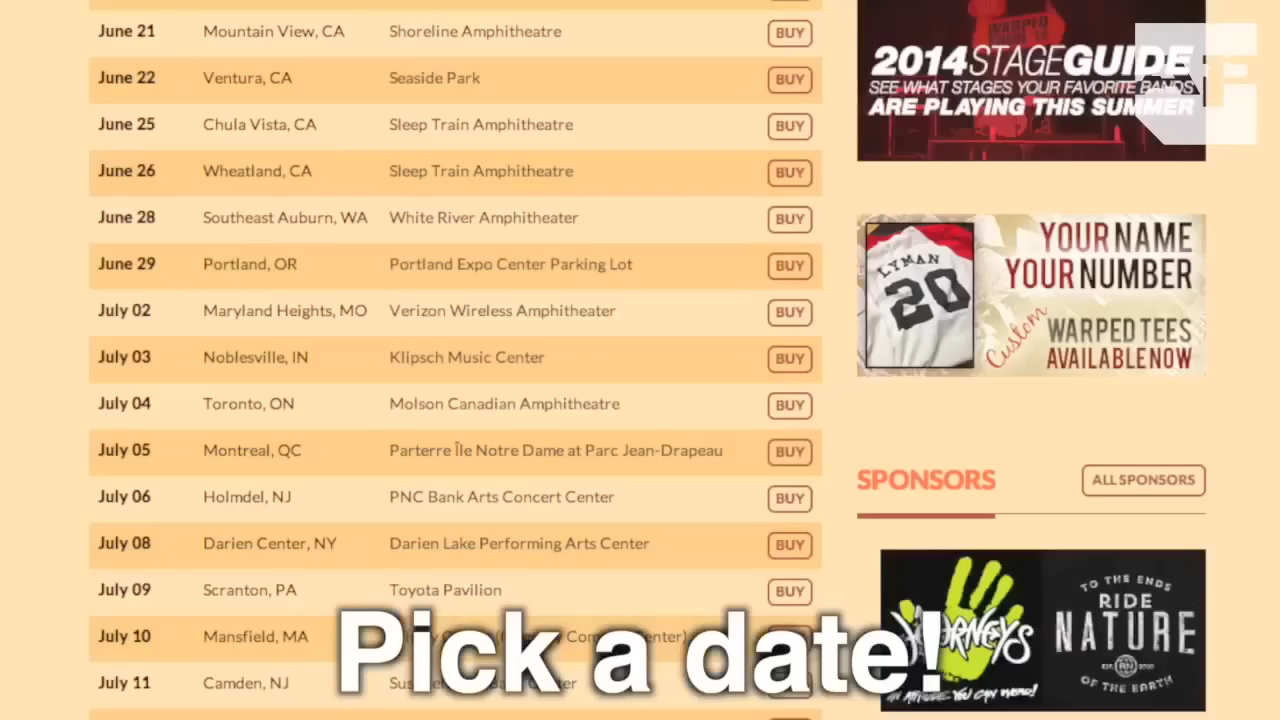 June 21 Mountain View, CA Shoreline Amphitheatre BUY
June 22 Ventura, CA Seaside Park BUY
June 25 Chula Vista, CA Sleep Train Amphitheatre BUY
June 26 Wheatland, CA Sleep Train Amphitheatre BUY
June 28 Southeast Auburn, WA White River Amphitheater BUY
June 29 Portland, OR Portland Expo Center Parking Lot BUY
July 02 Maryland Heights, MO Verizon Wireless Amphitheater BUY
July 03 Noblesville, IN Klipsch Music Center BUY
July 04 Toronto, ON Molson Canadian Amphitheatre BUY
July 05 Montreal, QC Parterre Île Notre Dame at Parc Jean-Drapeau BUY
July 06 Holmdel, NJ PNC Bank Arts Concert Center BUY
July 08 Darien Center, NY Darien Lake Performing Arts Center BUY
July 09 Scranton, PA Toyota Pavilion BUY
July 10 Mansfield, MA
July 11 Camden, NJ
Pick a date!
2014 STAGE GUIDE
SEE WHAT STAGES YOUR FAVORITE BANDS
ARE PLAYING THIS SUMMER
LYMAN
20
YOUR NAME
YOUR NUMBER
Custom
WARPED TEES
AVAILABLE NOW
SPONSORS
ALL SPONSORS
JOURNEYS
AN ATTITUDE YOU CAN WEAR!
TO THE ENDS
RIDE
NATURE
OF THE EARTH